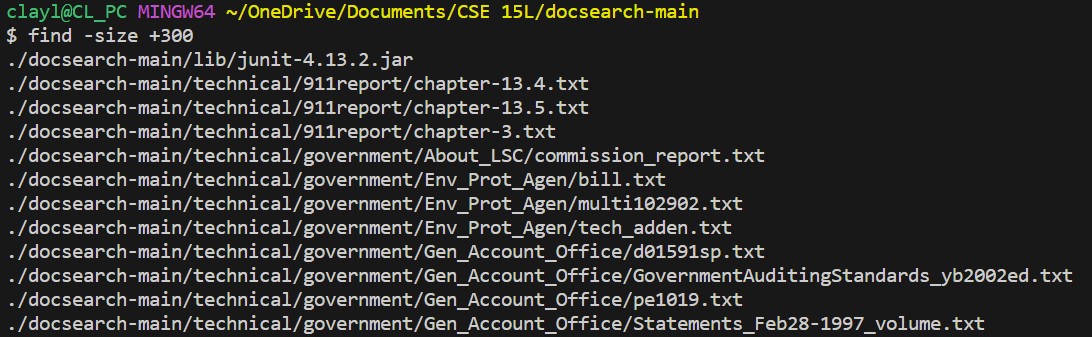 clayl@CL_PC MINGW64 ~/OneDrive/Documents/CSE 15L/docsearch-main
$ find -size +300
./docsearch-main/lib/junit-4.13.2.jar
./docsearch-main/technical/911report/chapter-13.4.txt
./docsearch-main/technical/911report/chapter-13.5.txt
./docsearch-main/technical/911report/chapter-3.txt
./docsearch-main/technical/government/About_LSC/commission_report.txt
./docsearch-main/technical/government/Env_Prot_Agen/bill.txt
./docsearch-main/technical/government/Env_Prot_Agen/multi102902.txt
./docsearch-main/technical/government/Env_Prot_Agen/tech_adden.txt
./docsearch-main/technical/government/Gen_Account_Office/d01591sp.txt
./docsearch-main/technical/government/Gen_Account_Office/GovernmentAuditingStandards_yb2002ed.txt
./docsearch-main/technical/government/Gen_Account_Office/pe1019.txt
./docsearch-main/technical/government/Gen_Account_Office/Statements_Feb28-1997_volume.txt